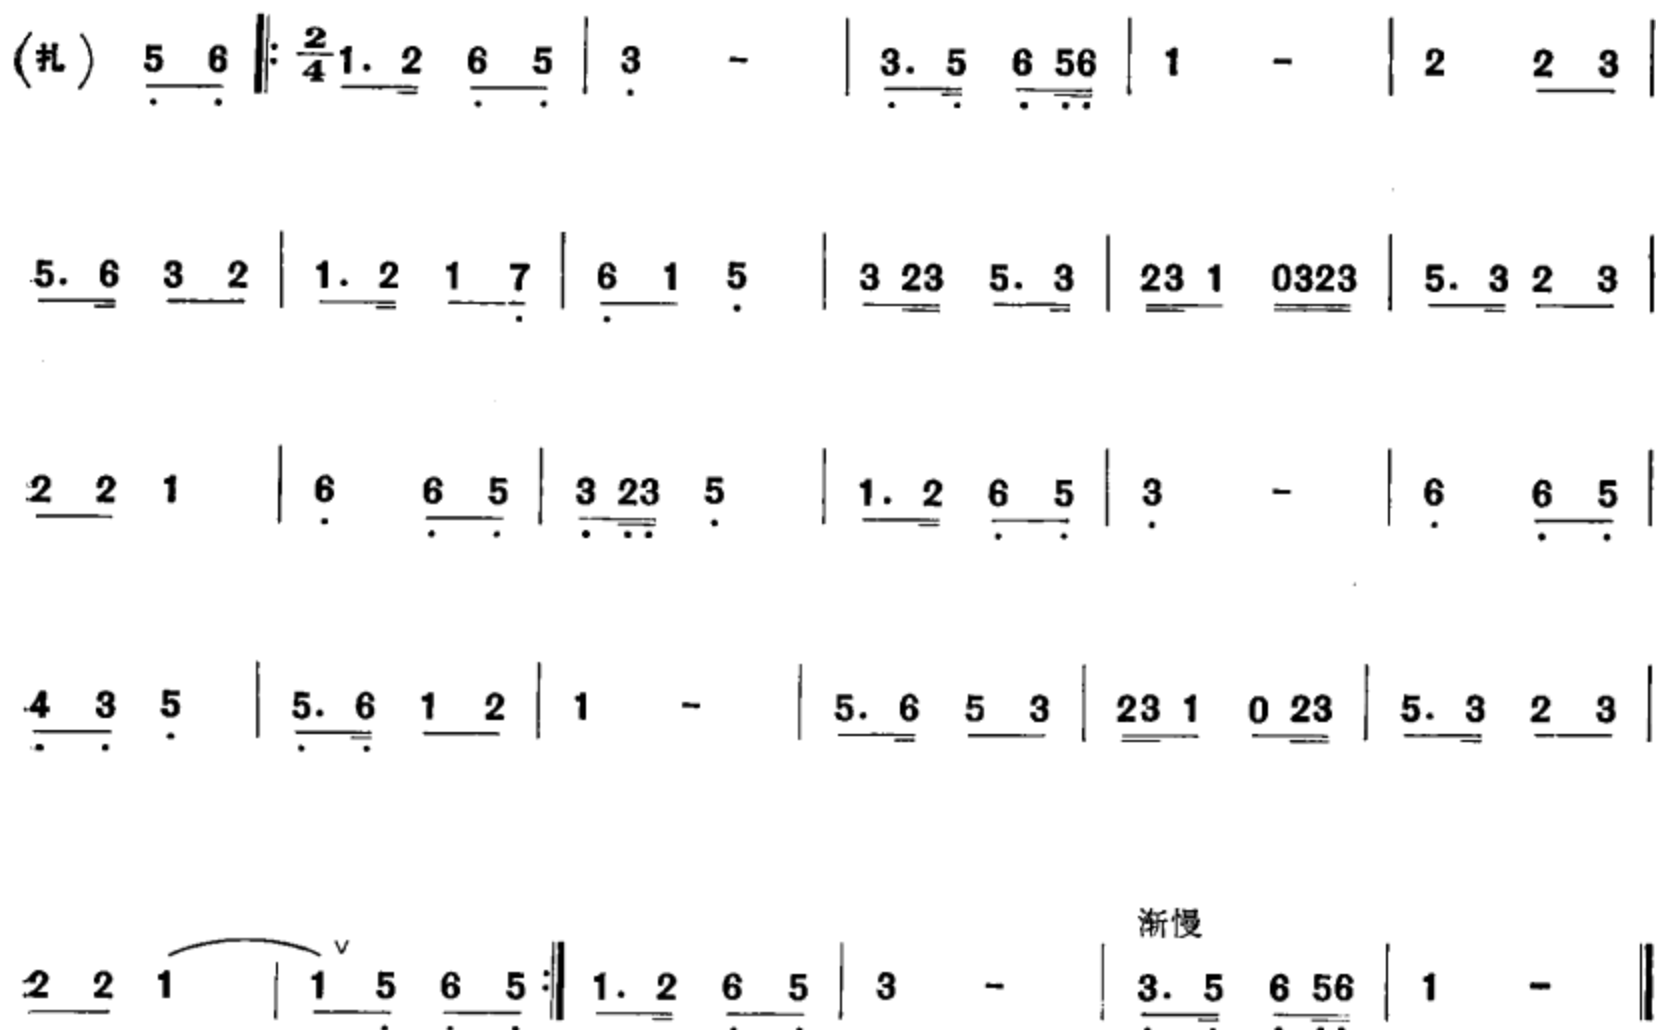 (扎) 5 6 ‖: 2/4 1. 2 6 5 | 3 - | 3. 5 6 56 | 1 - | 2 2 3 |
5. 6 3 2 | 1. 2 1 7 | 6 1 5 | 3 23 5. 3 | 23 1 0323 | 5. 3 2 3 |
2 2 1 | 6 6 5 | 3 23 5 | 1. 2 6 5 | 3 - | 6 6 5 |
4 3 5 | 5. 6 1 2 | 1 - | 5. 6 5 3 | 23 1 0 23 | 5. 3 2 3 |
渐慢
2 2 1 | 1 v 5 6 5 :‖ 1. 2 6 5 | 3 - | 3. 5 6 56 | 1 - ‖